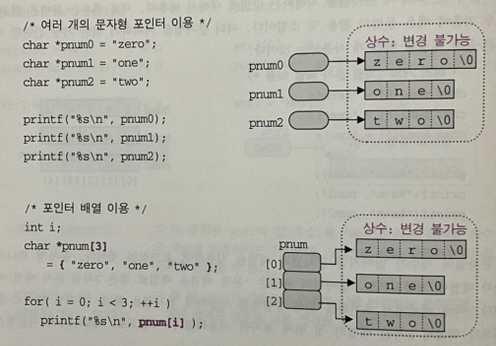 /* 여러 개의 문자형 포인터 이용 */
char *pnum0 = "zero";
char *pnum1 = "one";
char *pnum2 = "two";
printf("%s\n", pnum0);
printf("%s\n", pnum1);
printf("%s\n", pnum2);
상수: 변경 불가능
pnum0 z e r o \0
pnum1 o n e \0
pnum2 t w o \0
/* 포인터 배열 이용 */
int i;
char *pnum[3]
= { "zero", "one", "two" };
for( i = 0; i < 3; ++i )
printf("%s\n", pnum[i] );
상수: 변경 불가능
pnum
[0] z e r o \0
[1] o n e \0
[2] t w o \0